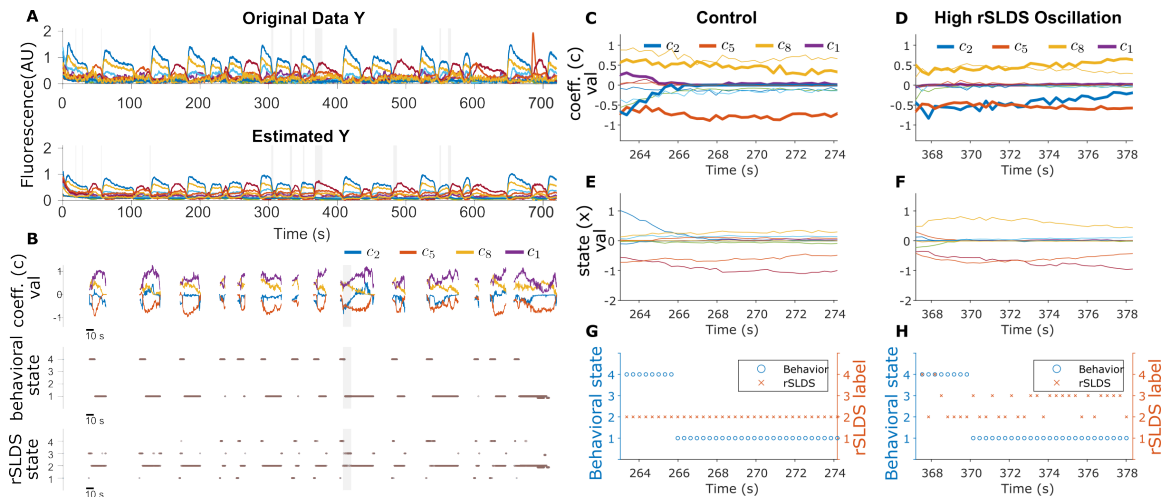 A
Original Data Y
Fluorescence(AU)
2
1
0
0 100 200 300 400 500 600 700
Estimated Y
2
1
0
0 100 200 300 400 500 600 700
Time (s)
B
c2 c5 c8 c1
coeff. (c)
val
1
0
-1
10 s
behavioral
state
4
3
2
1
rSLDS
state
4
3
2
1
10 s
C
Control
c2 c5 c8 c1
coeff. (c)
val
1
0.5
0
-0.5
-1
264 266 268 270 271 274
Time (s)
D
High rSLDS Oscillation
c2 c5 c8 c1
1
0.5
0
-0.5
-1
368 370 372 374 376 378
Time (s)
E
state (x)
val
1
0
-1
-2
264 266 268 270 271 274
Time (s)
F
1
0
-1
-2
368 370 372 374 376 378
Time (s)
G
Behavioral state
4
3
2
1
Behavior
rSLDS
4
3
2
1
rSLDS label
264 266 268 270 271 274
Time (s)
H
Behavioral state
4
3
2
1
Behavior
rSLDS
4
3
2
1
rSLDS label
368 370 372 374 376 378
Time (s)